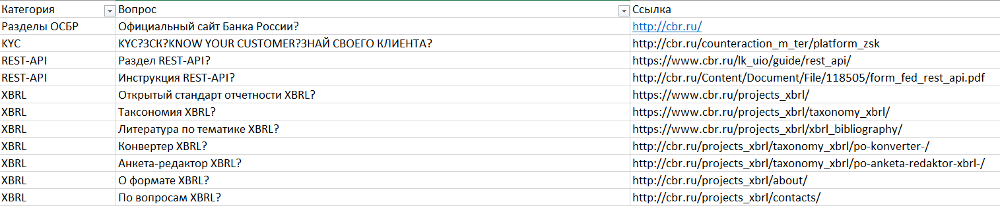 Категория Вопрос Ссылка
Разделы ОСБР Официальный сайт Банка России? http://cbr.ru/
KYC KYC?ЗСК?KNOW YOUR CUSTOMER?ЗНАЙ СВОЕГО КЛИЕНТА? http://cbr.ru/counteraction_m_ter/platform_zsk
REST-API Раздел REST-API? https://www.cbr.ru/lk_uio/guide/rest_api/
REST-API Инструкция REST-API? http://cbr.ru/Content/Document/File/118505/form_fed_rest_api.pdf
XBRL Открытый стандарт отчетности XBRL? https://www.cbr.ru/projects_xbrl/
XBRL Таксономия XBRL? https://www.cbr.ru/projects_xbrl/taxonomy_xbrl/
XBRL Литература по тематике XBRL? https://www.cbr.ru/projects_xbrl/xbrl_bibliography/
XBRL Конвертер XBRL? http://cbr.ru/projects_xbrl/taxonomy_xbrl/po-konverter-/
XBRL Анкета-редактор XBRL? http://cbr.ru/projects_xbrl/taxonomy_xbrl/po-anketa-redaktor-xbrl-/
XBRL О формате XBRL? http://cbr.ru/projects_xbrl/about/
XBRL По вопросам XBRL? http://cbr.ru/projects_xbrl/contacts/